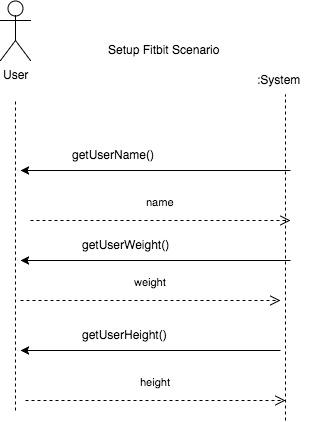 Setup Fitbit Scenario
User
:System
getUserName()
name
getUserWeight()
weight
getUserHeight()
height